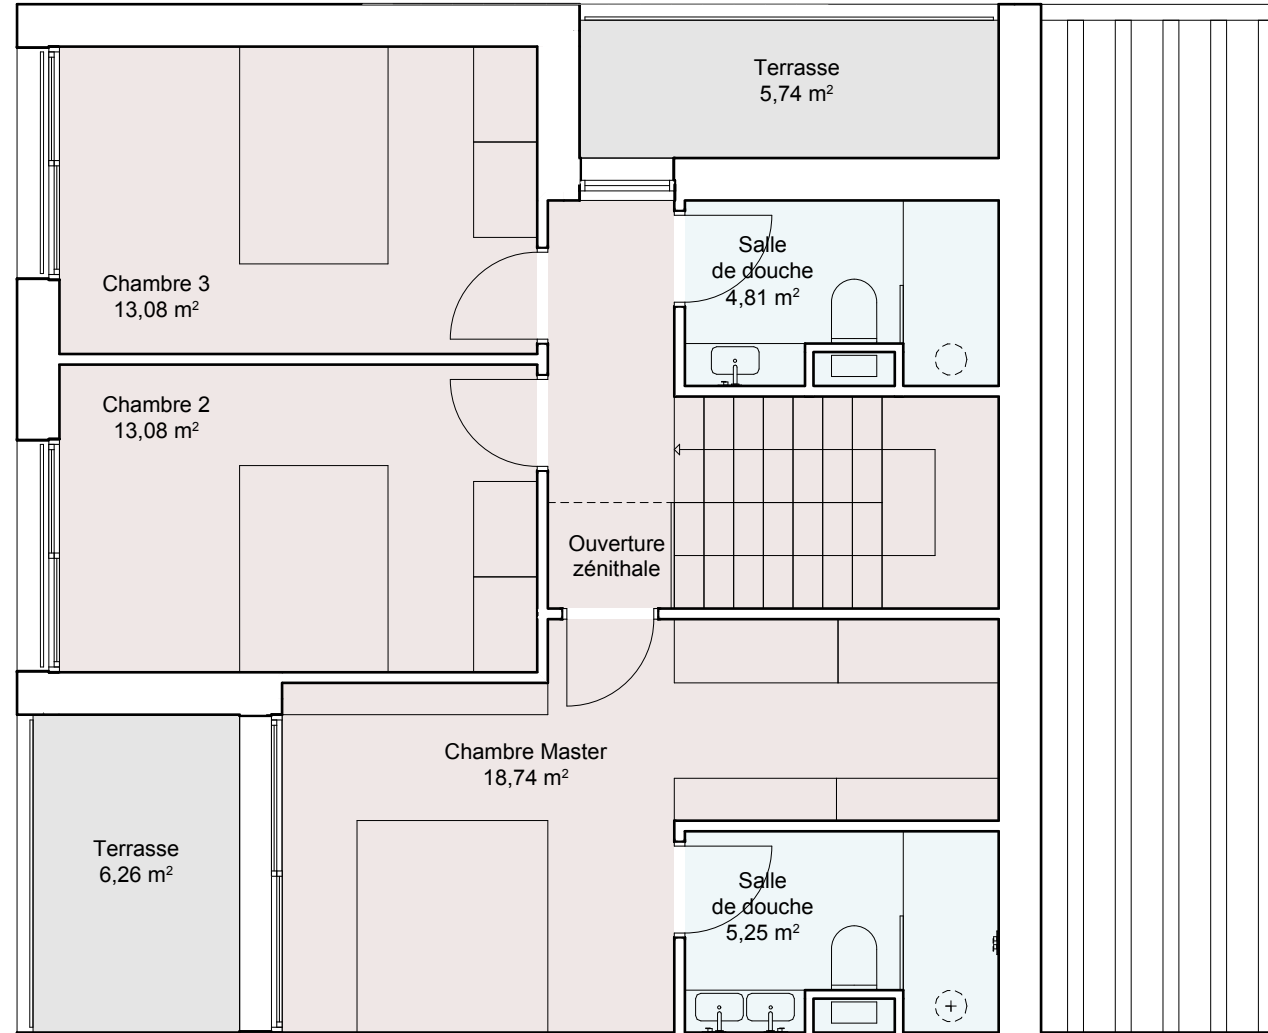 Terrasse
5,74 m²
Chambre 3
13,08 m²
Salle
de douche
4,81 m²
Chambre 2
13,08 m²
Ouverture
zénithale
Chambre Master
18,74 m²
Terrasse
6,26 m²
Salle
de douche
5,25 m²